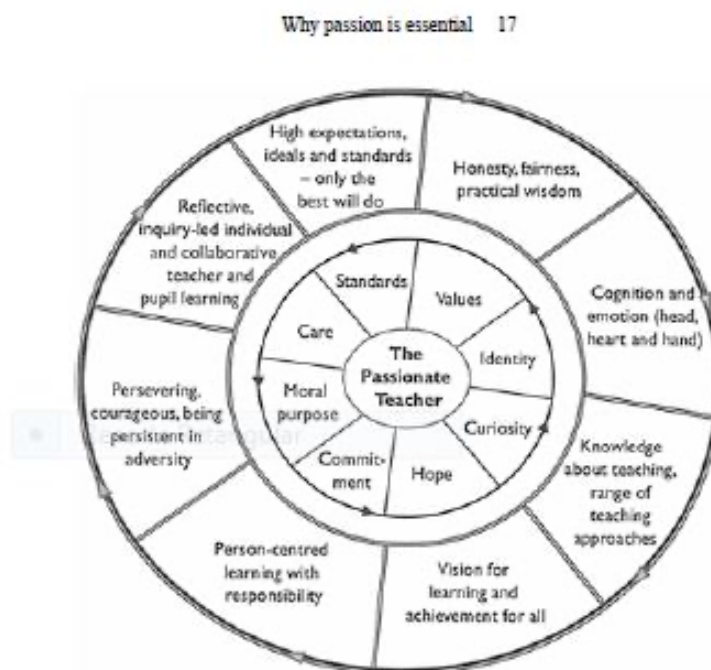 Why passion is essential 17
High expectations,
ideals and standards
– only the
best will do
Honesty, fairness,
practical wisdom
Cognition and
emotion (head,
heart and hand)
Knowledge
about teaching,
range of
teaching
approaches
Vision for
learning and
achievement for all
Person-centred
learning with
responsibility
Persevering,
courageous, being
persistent in
adversity
Reflective,
inquiry-led individual
and collaborative
teacher and
pupil learning
Standards
Values
Identity
Curiosity
Hope
Commit-
ment
Moral
purpose
Care
The
Passionate
Teacher